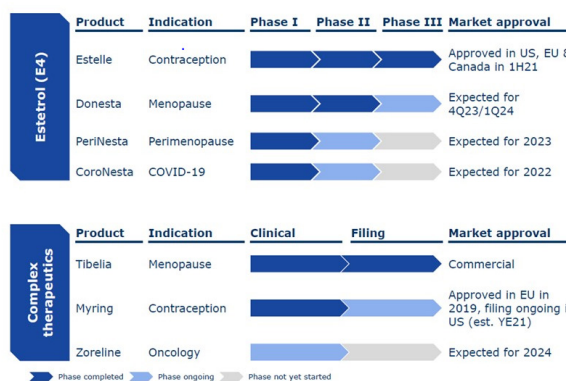 Product Indication Phase I Phase II Phase III Market approval
Estetrol (E4)
Estelle Contraception Approved in US, EU &
Canada in 1H21
Donesta Menopause Expected for
4Q23/1Q24
PeriNesta Perimenopause Expected for 2023
CoroNesta COVID-19 Expected for 2022
Product Indication Clinical Filing Market approval
Complex
therapeutics
Tibelia Menopause Commercial
Myring Contraception Approved in EU in
2019, filing ongoing
US (est. YE21)
Zoreline Oncology Expected for 2024
Phase completed Phase ongoing Phase not yet started